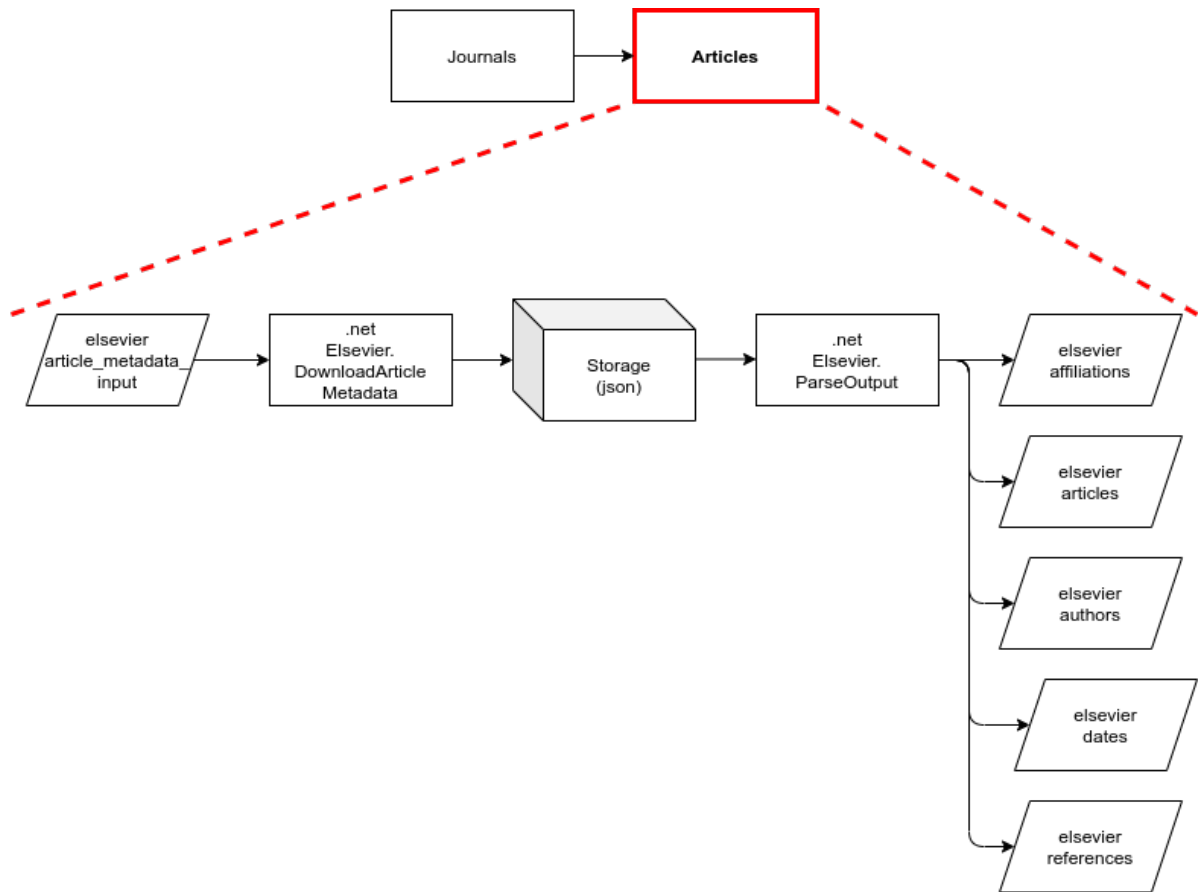 Journals
Articles
elsevier
article_metadata_
input
.net
Elsevier.
DownloadArticle
Metadata
Storage
(json)
.net
Elsevier.
ParseOutput
elsevier
affiliations
elsevier
articles
elsevier
authors
elsevier
dates
elsevier
references